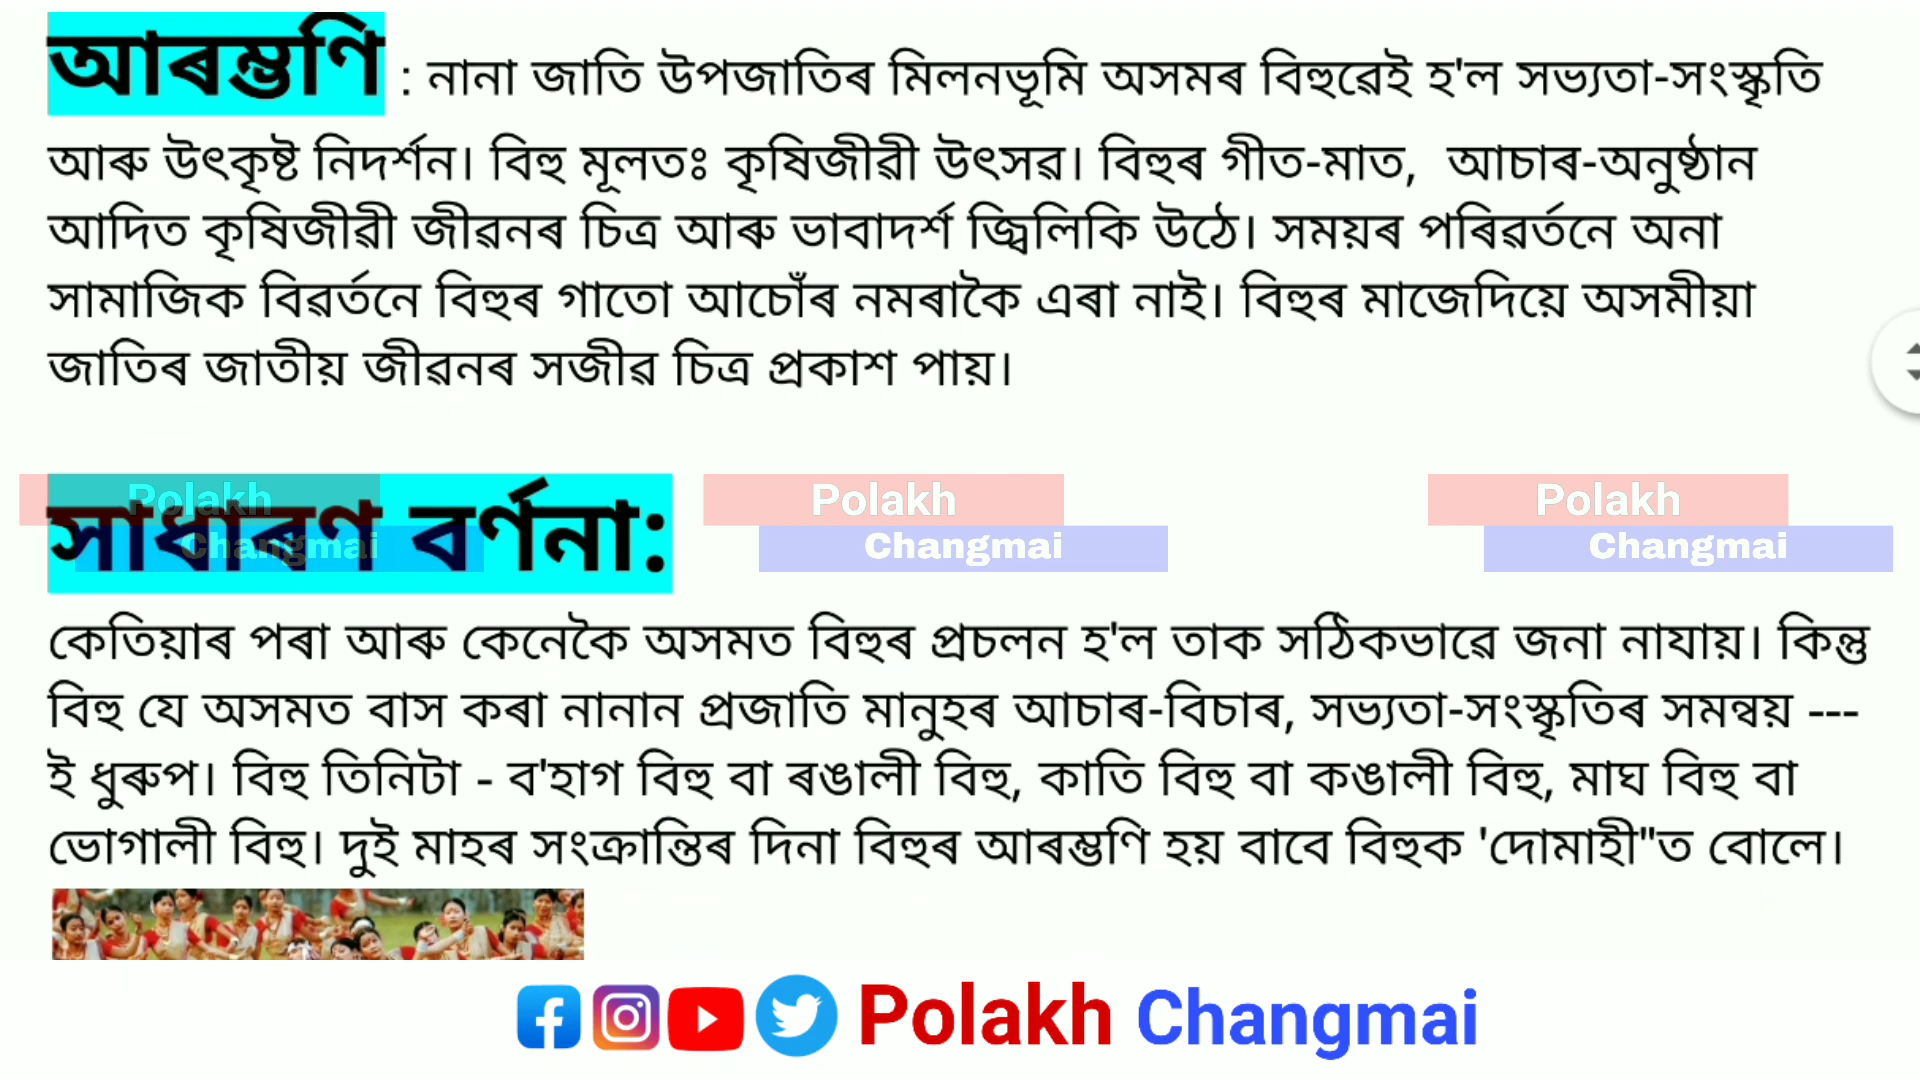 আৰম্ভণি : নানা জাতি উপজাতিৰ মিলনভূমি অসমৰ বিহুৱেই হ'ল সভ্যতা-সংস্কৃতি
আৰু উৎকৃষ্ট নিদৰ্শন। বিহু মূলতঃ কৃষিজীৱী উৎসৱ। বিহুৰ গীত-মাত, আচাৰ-অনুষ্ঠান
আদিত কৃষিজীৱী জীৱনৰ চিত্ৰ আৰু ভাবাদৰ্শ জ্বিলিকি উঠে। সময়ৰ পৰিৱৰ্তনে অনা
সামাজিক বিৱৰ্তনে বিহুৰ গাতো আচোঁৰ নমৰাকৈ এৰা নাই। বিহুৰ মাজেদিয়ে অসমীয়া
জাতিৰ জাতীয় জীৱনৰ সজীৱ চিত্ৰ প্ৰকাশ পায়।
Polakh Polakh Polakh
সাধাৰণ বৰ্ণনা:
Changmai Changmai Changmai
কেতিয়াৰ পৰা আৰু কেনেকৈ অসমত বিহুৰ প্ৰচলন হ'ল তাক সঠিকভাৱে জনা নাযায়। কিন্তু
বিহু যে অসমত বাস কৰা নানান প্ৰজাতি মানুহৰ আচাৰ-বিচাৰ, সভ্যতা-সংস্কৃতিৰ সমন্বয় ---
ই ধুৰুপ। বিহু তিনিটা - ব'হাগ বিহু বা ৰঙালী বিহু, কাতি বিহু বা কঙালী বিহু, মাঘ বিহু বা
ভোগালী বিহু। দুই মাহৰ সংক্ৰান্তিৰ দিনা বিহুৰ আৰম্ভণি হয় বাবে বিহুক 'দোমাহী"ত বোলে।
Polakh Changmai